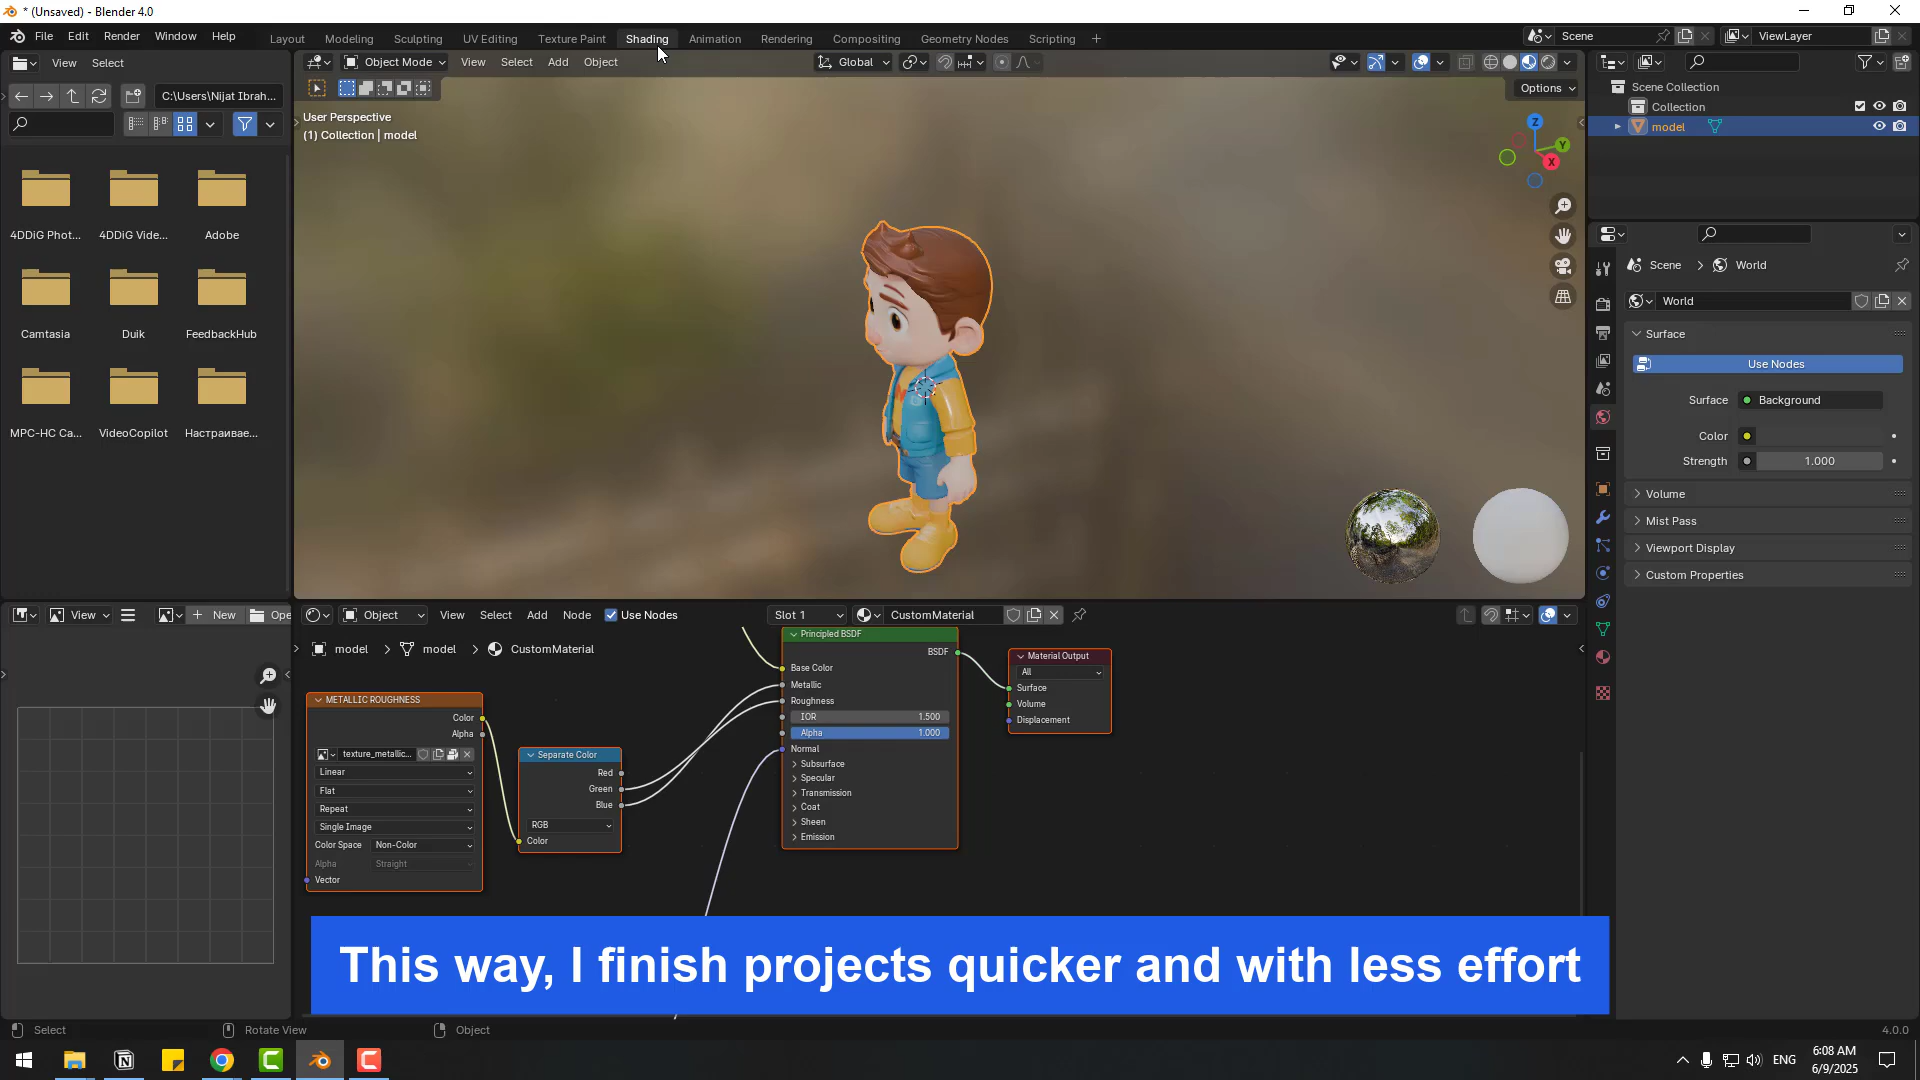 * (Unsaved) - Blender 4.0
File Edit Render Window Help
Layout Modeling Sculpting UV Editing Texture Paint Shading Animation Rendering Compositing Geometry Nodes Scripting
Scene
ViewLayer
View Select
Object Mode View Select Add Object
Global
C:\Users\Nijat Ibrah...
Options
User Perspective
(1) Collection | model
Z
Y
X
Scene Collection
Collection
model
4DDiG Phot... 4DDiG Vide... Adobe
Camtasia Duik FeedbackHub
MPC-HC Ca... VideoCopilot Настраивае...
Scene World
World
Surface
Use Nodes
Surface Background
Color
Strength 1.000
Volume
Mist Pass
Viewport Display
Custom Properties
View New Ope
Object View Select Add Node Use Nodes Slot 1 CustomMaterial
model model CustomMaterial
METALLIC ROUGHNESS
Color
Alpha
texture_metallic...
Linear
Flat
Repeat
Single Image
Color Space Non-Color
Alpha Straight
Vector
Separate Color
Red
Green
Blue
RGB
Color
Principled BSDF
BSDF
Base Color
Metallic
Roughness
IOR 1.500
Alpha 1.000
Normal
Subsurface
Specular
Transmission
Coat
Sheen
Emission
Material Output
All
Surface
Volume
Displacement
This way, I finish projects quicker and with less effort
Select Rotate View Object 4.0.0
ENG
6:08 AM
6/9/2025